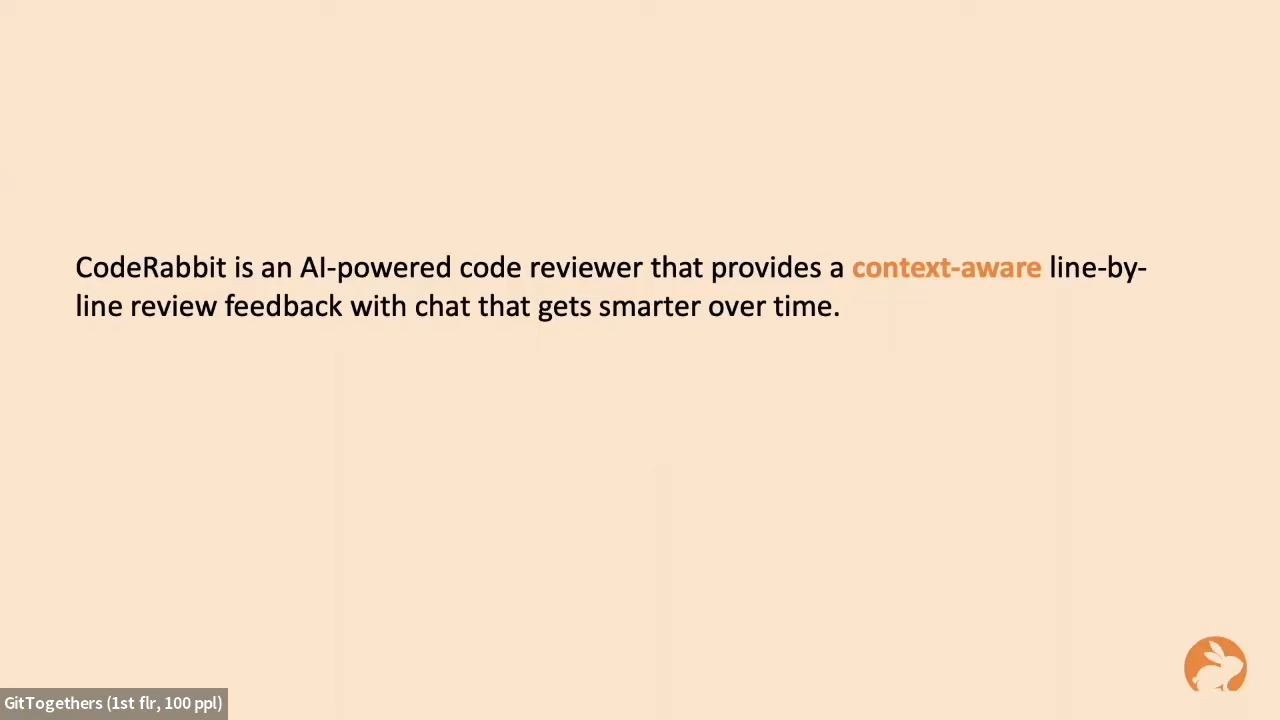 CodeRabbit is an AI-powered code reviewer that provides a context-aware line-by-
line review feedback with chat that gets smarter over time.
GitTogethers (1st flr, 100 ppl)